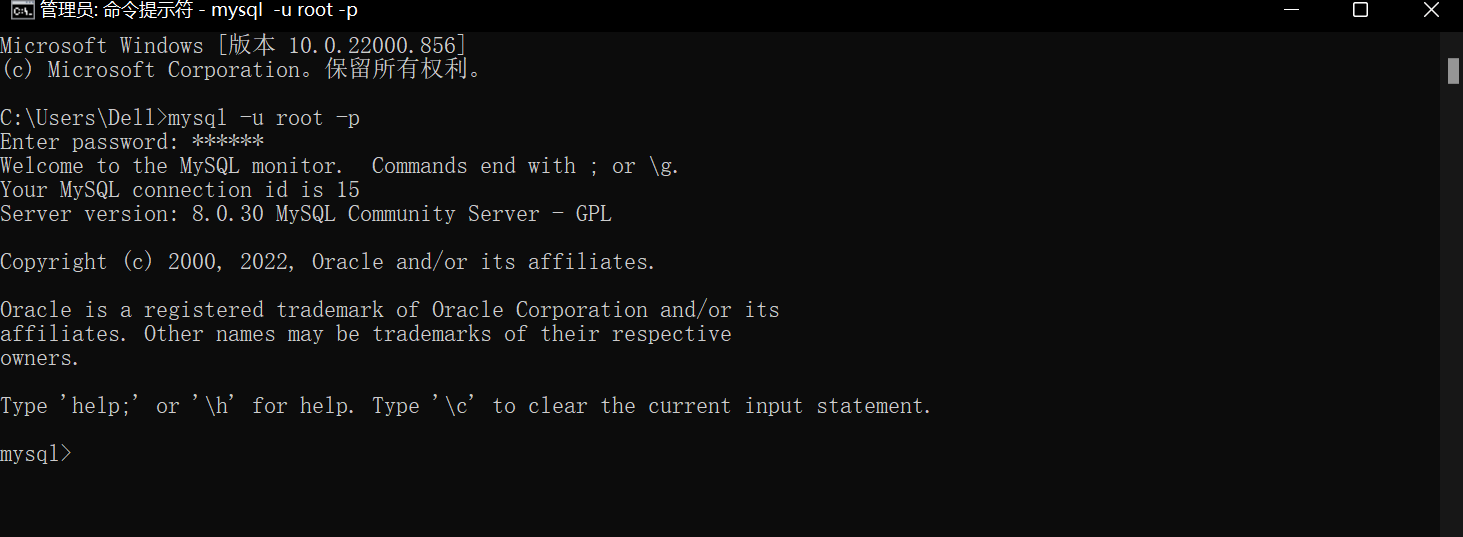 管理员: 命令提示符 - mysql  -u root -p
Microsoft Windows [版本 10.0.22000.856]
(c) Microsoft Corporation。保留所有权利。
C:\Users\Dell>mysql -u root -p
Enter password: ******
Welcome to the MySQL monitor.  Commands end with ; or \g.
Your MySQL connection id is 15
Server version: 8.0.30 MySQL Community Server - GPL
Copyright (c) 2000, 2022, Oracle and/or its affiliates.
Oracle is a registered trademark of Oracle Corporation and/or its
affiliates. Other names may be trademarks of their respective
owners.
Type 'help;' or '\h' for help. Type '\c' to clear the current input statement.
mysql>